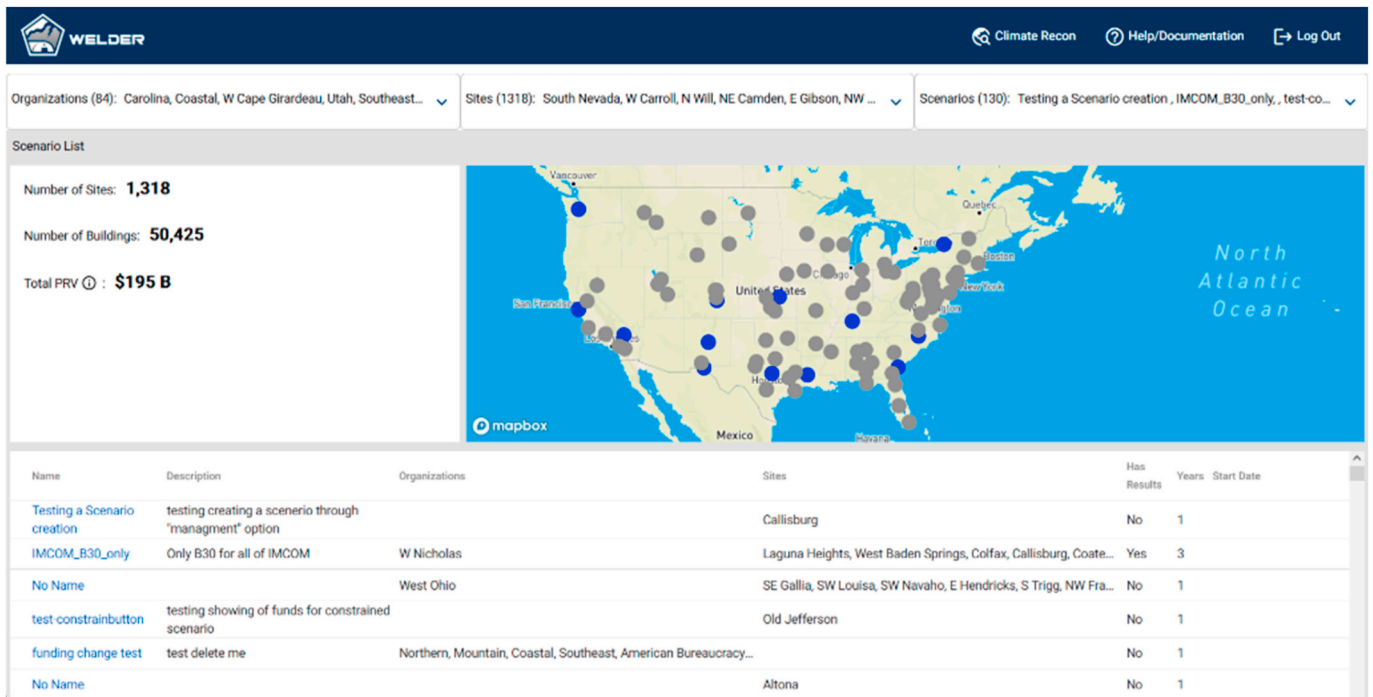 WELDER
Climate Recon
Help/Documentation
Log Out
Organizations (84): Carolina, Coastal, W Cape Girardeau, Utah, Southeast...
Sites (1318): South Nevada, W Carroll, N Will, NE Camden, E Gibson, NW ...
Scenarios (130): Testing a Scenario creation , IMCOM_B30_only, , test-co...
Scenario List
Number of Sites: 1,318
Number of Buildings: 50,425
Total PRV : $195 B
Vancouver
Quebec
Boston
New York
United States
San Francisc
North
Atlantic
Ocean
mapbox
Mexico
Havana
Name
Description
Organizations
Sites
Has
Results
Years
Start Date
Testing a Scenario
creation
testing creating a scenerio through
"managment" option
Callisburg
No
1
IMCOM_B30_only
Only B30 for all of IMCOM
W Nicholas
Laguna Heights, West Baden Springs, Colfax, Callisburg, Coate...
Yes
3
No Name
West Ohio
SE Gallia, SW Louisa, SW Navaho, E Hendricks, S Trigg, NW Fra...
No
1
test-constrainbutton
testing showing of funds for constrained
scenario
Old Jefferson
No
1
funding change test
test delete me
Northern, Mountain, Coastal, Southeast, American Bureaucracy...
No
1
No Name
Altona
No
1